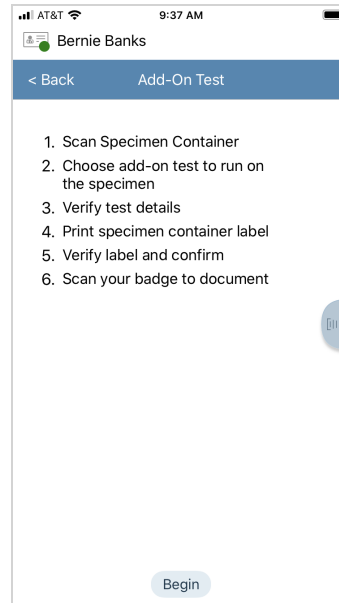 AT&T 9:37 AM
Bernie Banks
< Back Add-On Test
1. Scan Specimen Container
2. Choose add-on test to run on
the specimen
3. Verify test details
4. Print specimen container label
5. Verify label and confirm
6. Scan your badge to document
Begin